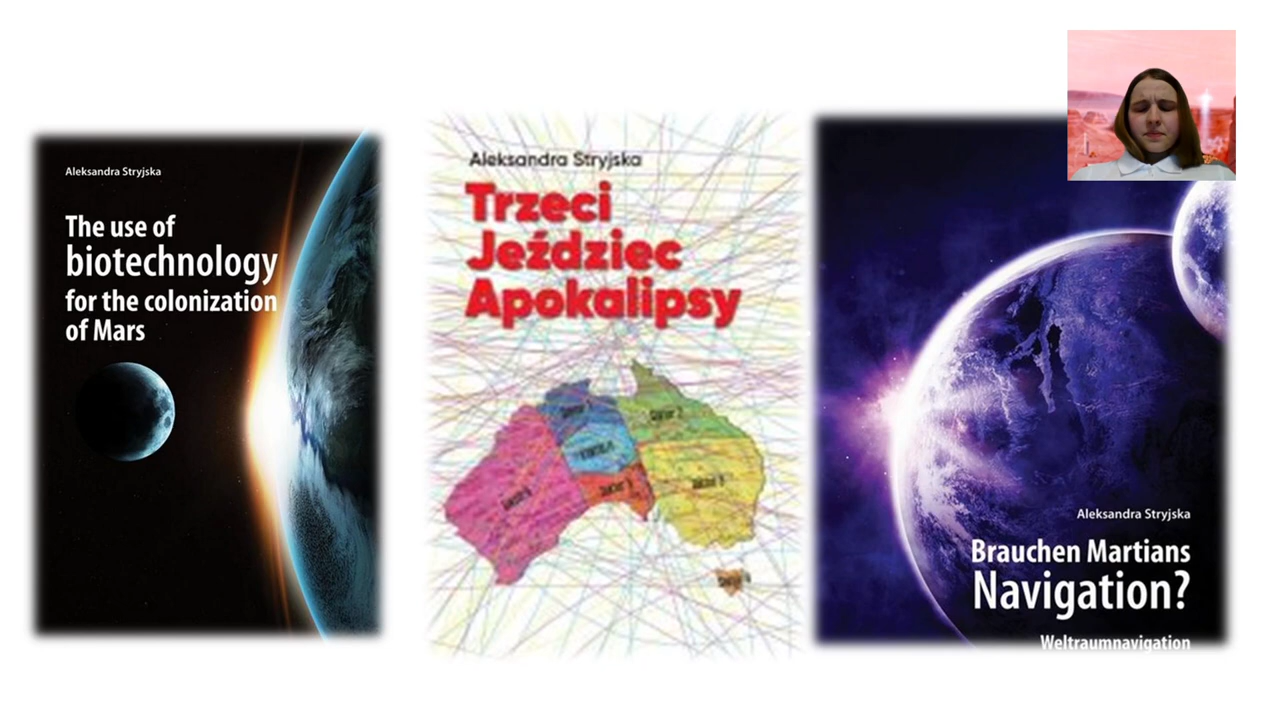 Aleksandra Stryjska
The use of
biotechnology
for the colonization
of Mars
Aleksandra Stryjska
Trzeci
Jeździec
Apokalipsy
Aleksandra Stryjska
Brauchen Martians
Navigation?
Weltraumnavigation